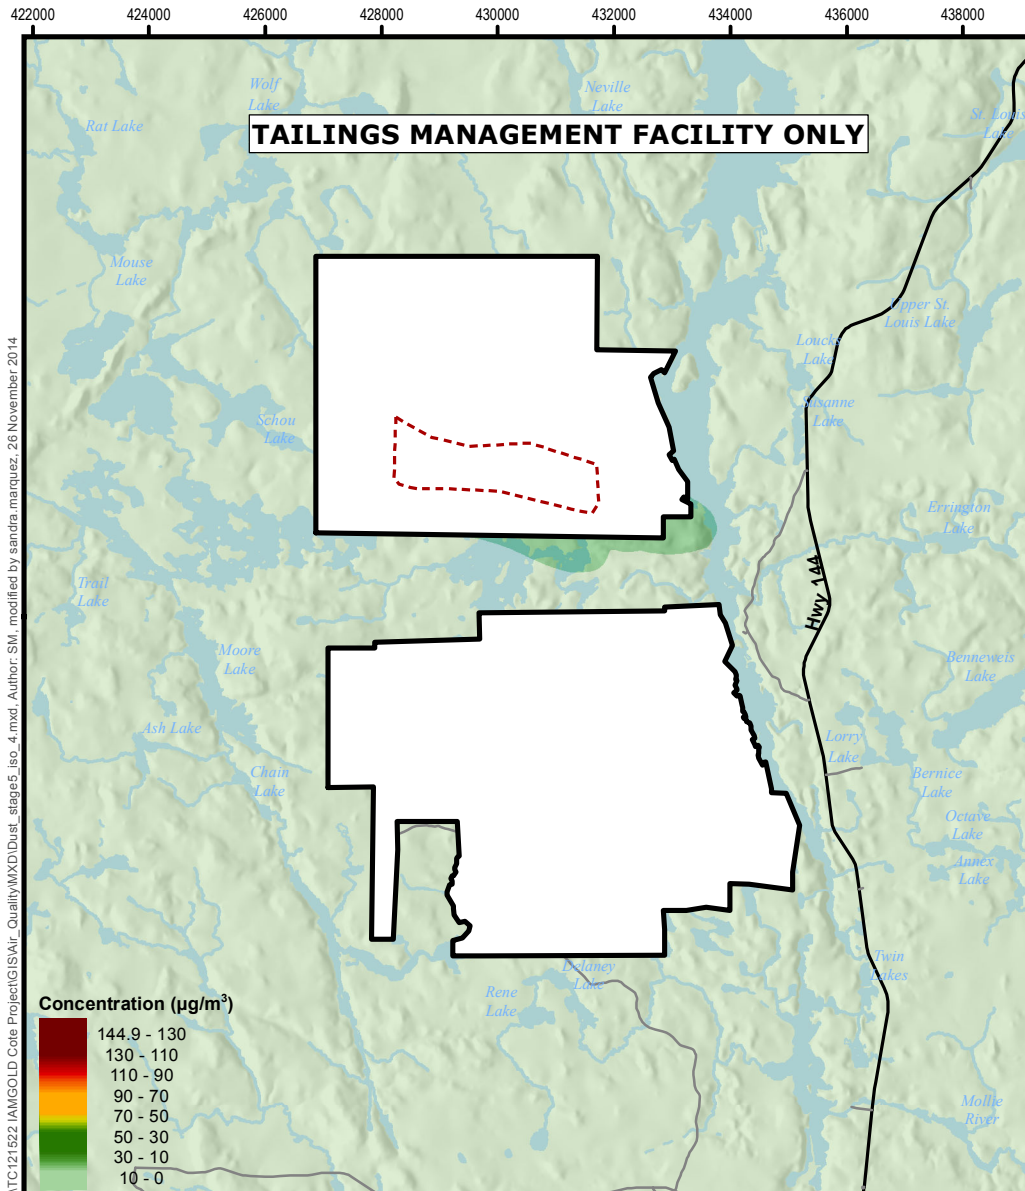 422000 424000 426000 428000 430000 432000 434000 436000 438000
Wolf
Lake
Neville
Lake
Rat Lake
St. Louis
Lake
TAILINGS MANAGEMENT FACILITY ONLY
Mouse
Lake
Upper St.
Louis Lake
Loucks
Lake
Susanne
Lake
Schou
Lake
Errington
Lake
Hwy 144
Trail
Lake
Moore
Lake
Benneweis
Lake
Ash Lake
Lorry
Lake
Chain
Lake
Bernice
Lake
Octave
Lake
Annex
Lake
Twin
Lakes
Delaney
Lake
Rene
Lake
Mollie
River
Concentration (µg/m³)
144.9 - 130
130 - 110
110 - 90
90 - 70
70 - 50
50 - 30
30 - 10
10 - 0
\TC121522 IAMGOLD Cote Project\GIS\Air_Quality\MXD\Dust_stage5_iso_4.mxd, Author: SM, modified by sandra.marquez, 26 November 2014